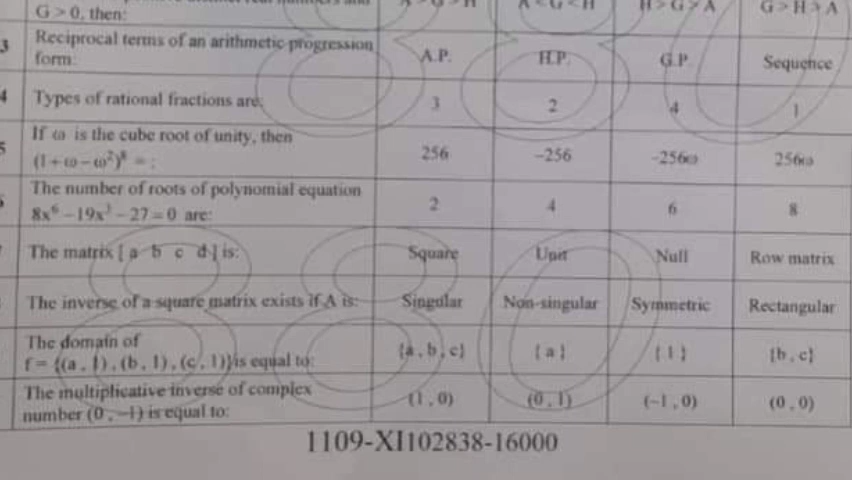 G > 0, then: H > G > A G > H > A
3 Reciprocal terms of an arithmetic progression
form: A.P. H.P. G.P. Sequence
4 Types of rational fractions are: 3 2 4 1
5 If ω is the cube root of unity, then
(1 + ω – ω²)⁸ = : 256 –256 –256ω 256ω
The number of roots of polynomial equation
8x⁶ – 19x³ – 27 = 0 are: 2 4 6 8
The matrix [ a b c d ] is: Square Unit Null Row matrix
The inverse of a square matrix exists if A is: Singular Non-singular Symmetric Rectangular
The domain of
f = {(a , 1) , (b , 1) , (c , 1)} is equal to: {a , b , c} { a } { 1 } {b , c}
The multiplicative inverse of complex
number (0 , –1) is equal to: (1 , 0) (0 , 1) (–1 , 0) (0 , 0)
1109-XI102838-16000